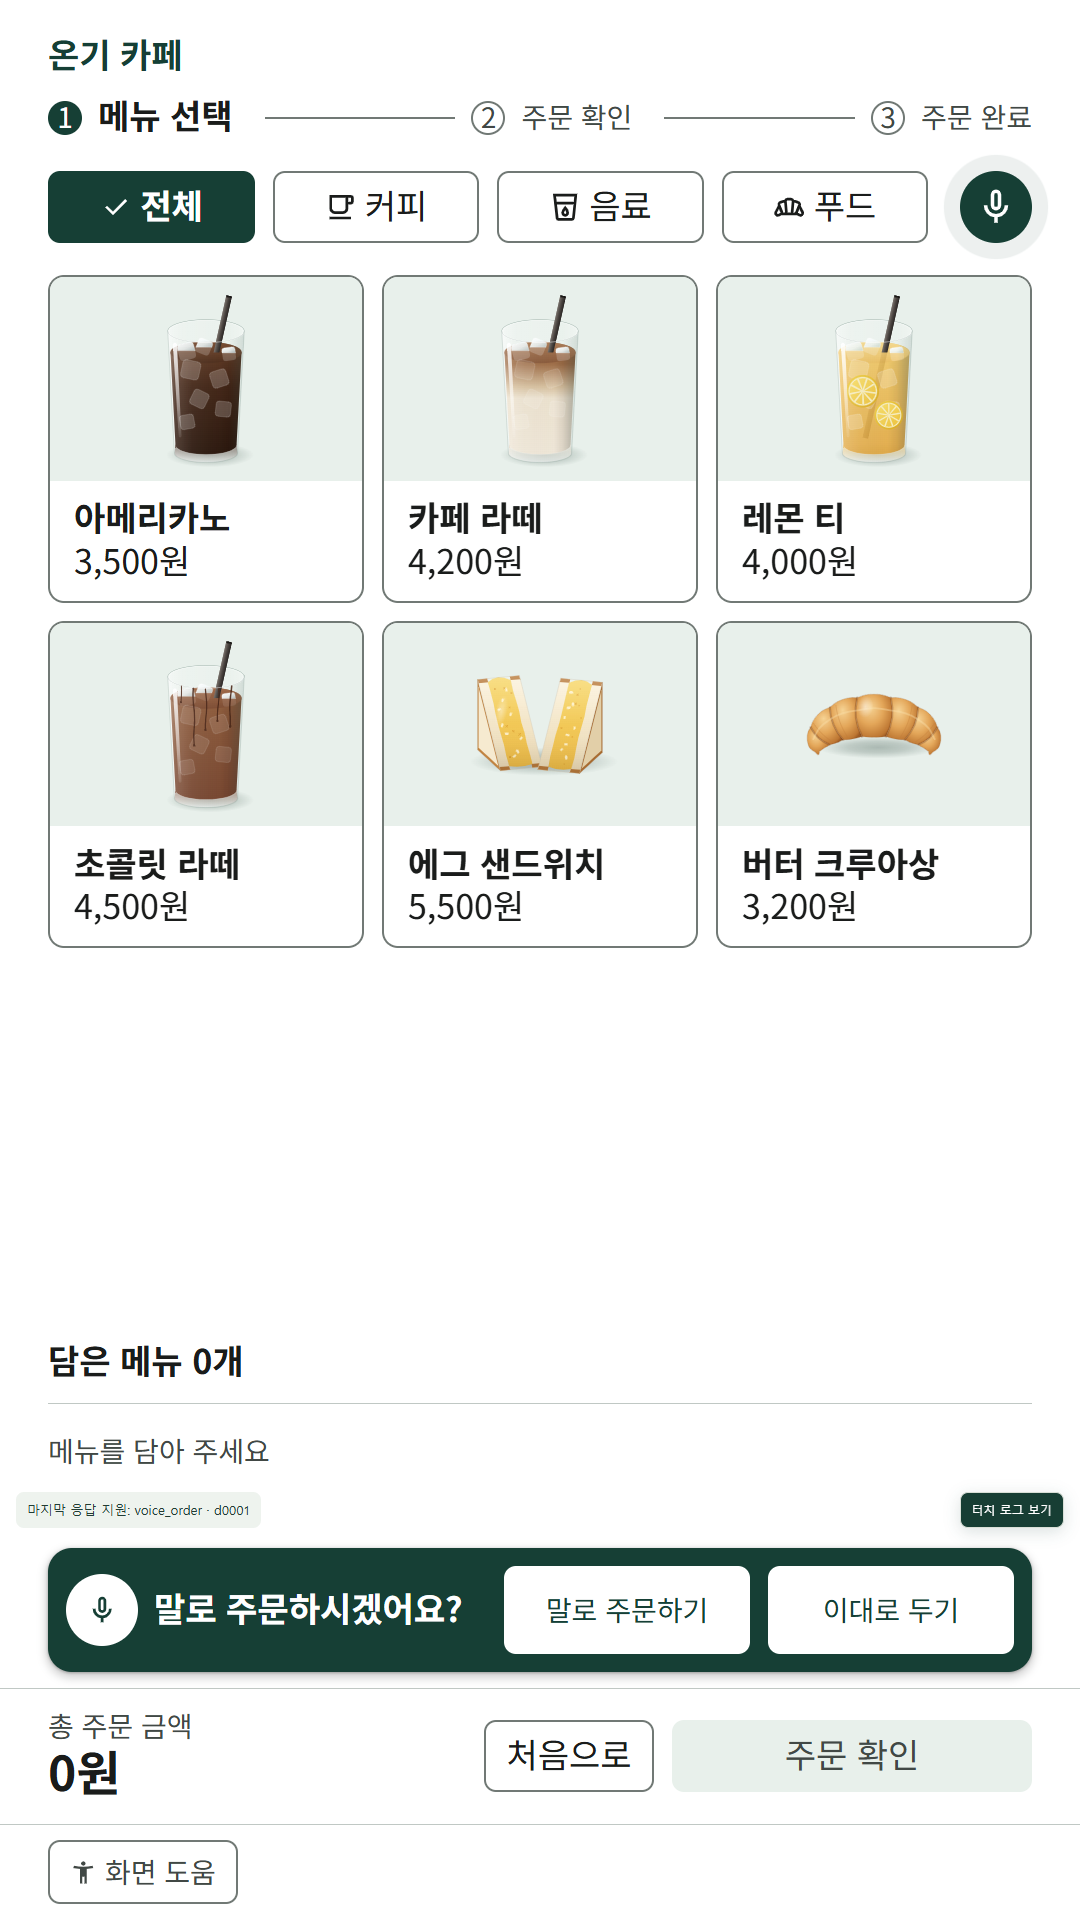 온기 카페
1 메뉴 선택
2 주문 확인
3 주문 완료
전체
커피
음료
푸드
아메리카노
3,500원
카페 라떼
4,200원
레몬 티
4,000원
초콜릿 라떼
4,500원
에그 샌드위치
5,500원
버터 크루아상
3,200원
담은 메뉴 0개
메뉴를 담아 주세요
마지막 응답 지원: voice_order · d0001
터치 로그 보기
말로 주문하시겠어요?
말로 주문하기
이대로 두기
총 주문 금액
0원
처음으로
주문 확인
화면 도움